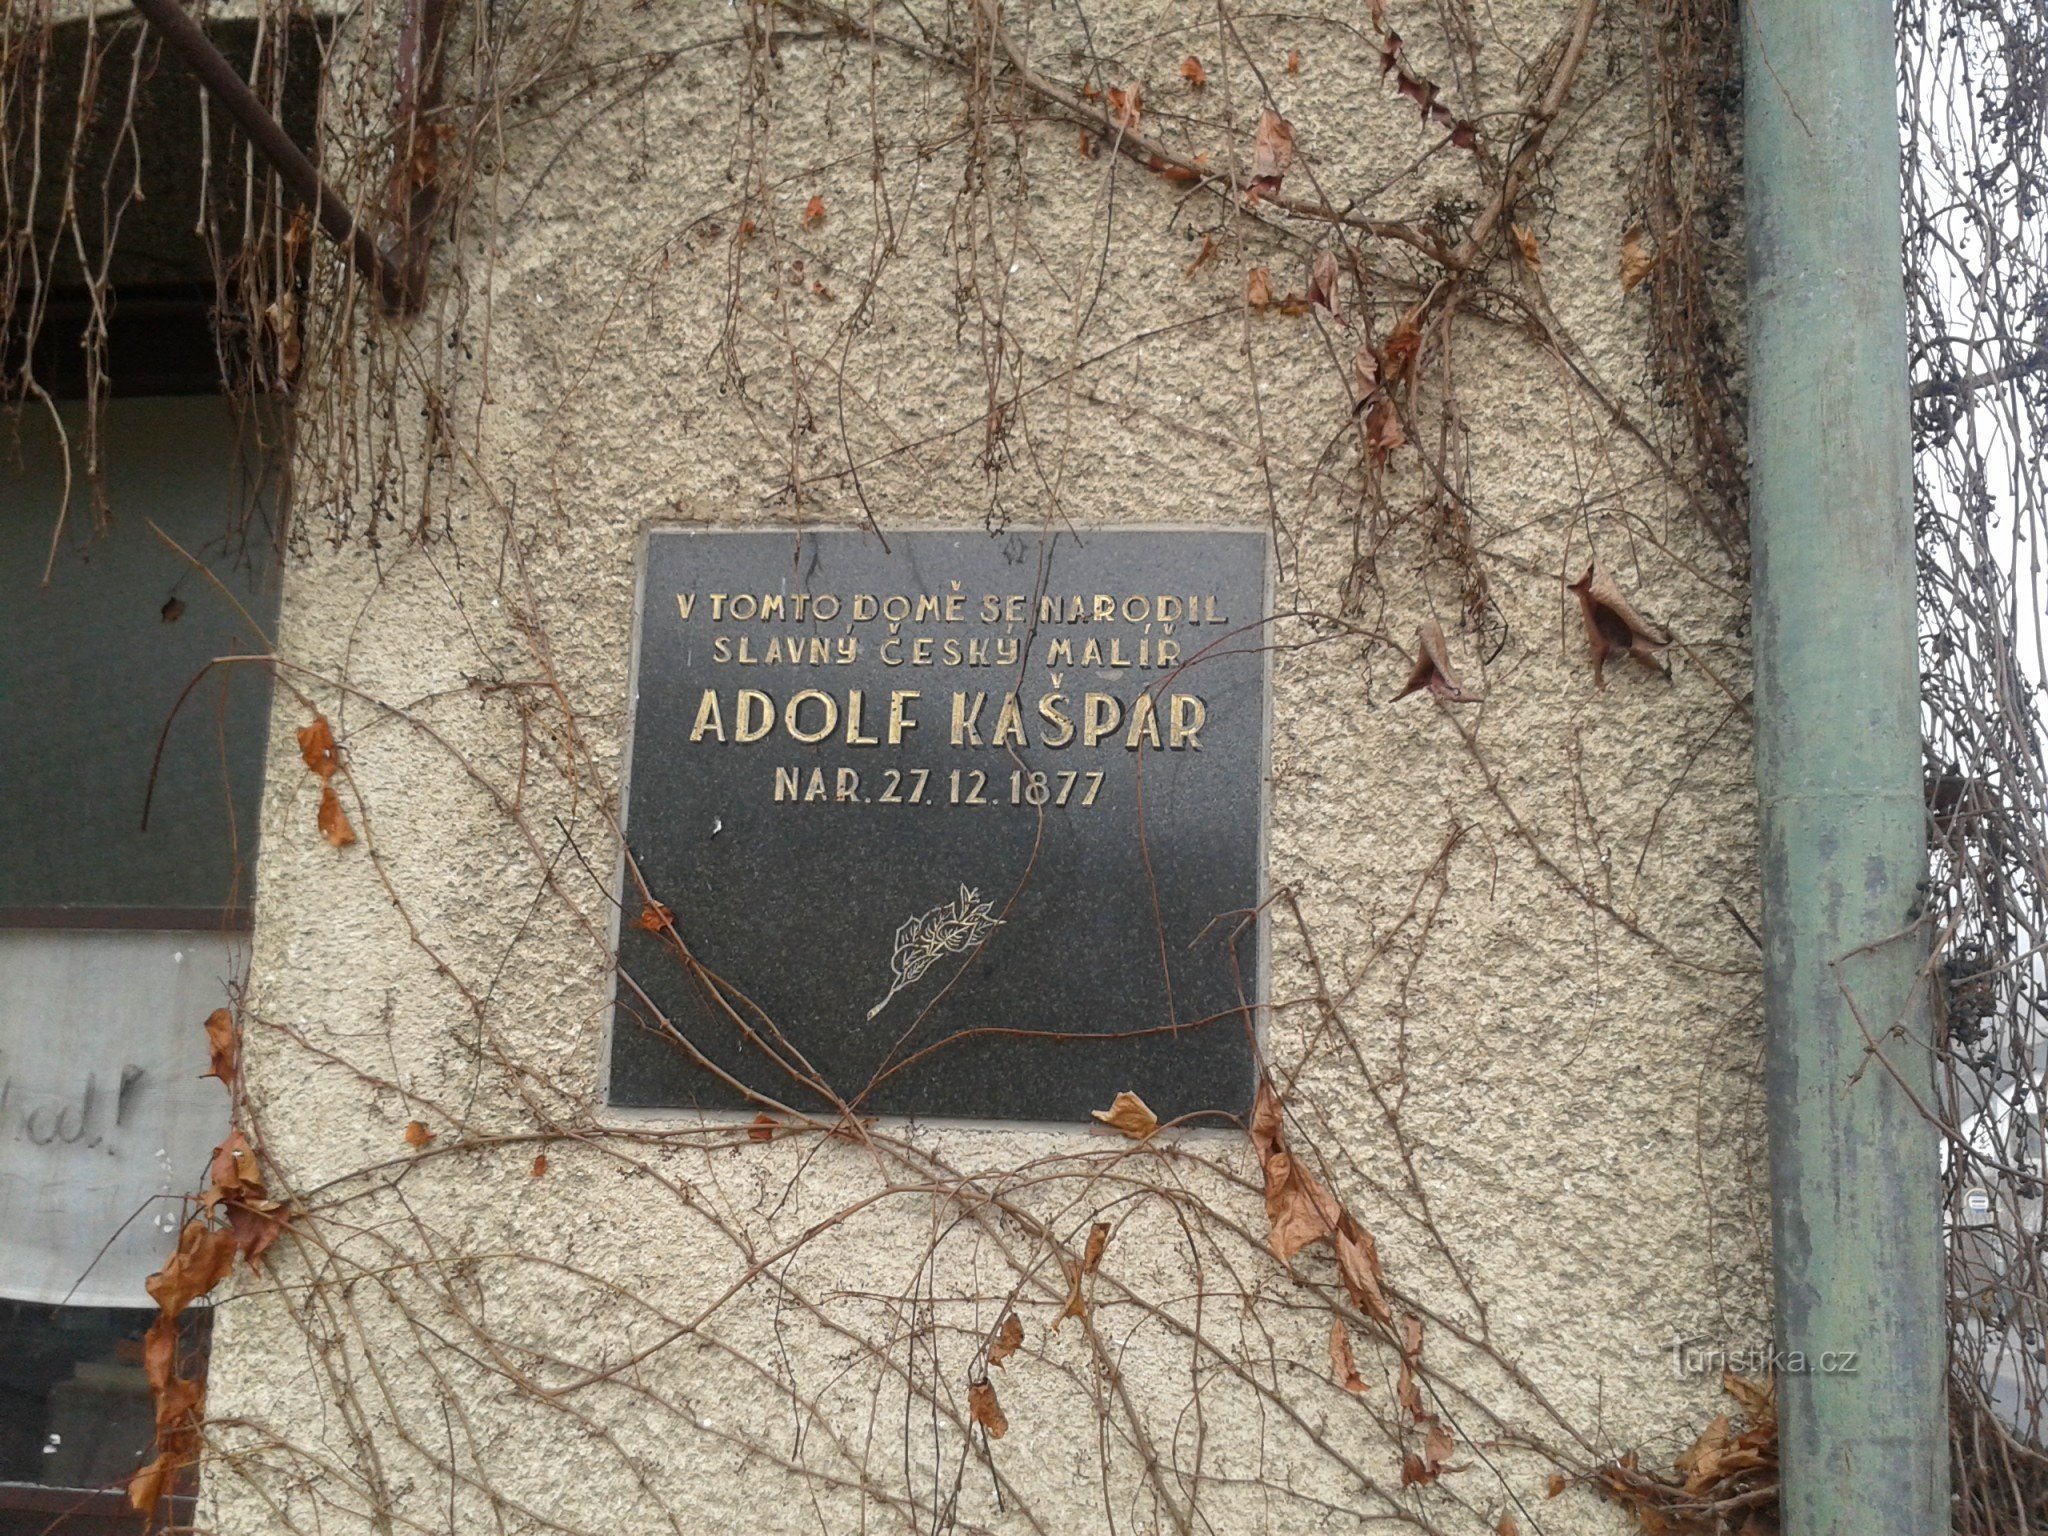 V TOMTO DOMĚ SE NARODIL
SLAVNÝ ČESKÝ MALÍŘ
ADOLF KAŠPAR
NAR. 27. 12. 1877
Turistika.cz